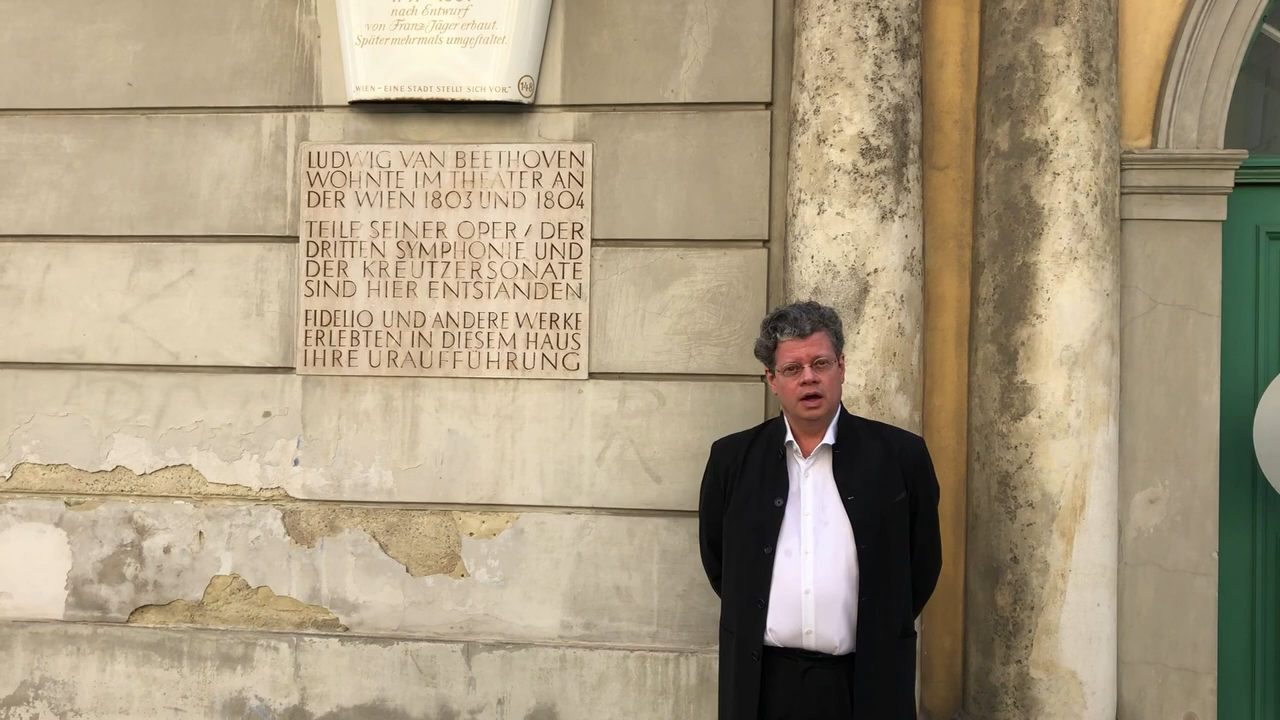 nach Entwurf
von Franz Jäger erbaut.
Später mehrmals umgestaltet.
"WIEN - EINE STADT STELLT SICH VOR" 148
LUDWIG VAN BEETHOVEN
WOHNTE IM THEATER AN
DER WIEN 1803 UND 1804
TEILE SEINER OPER / DER
DRITTEN SYMPHONIE UND
DER KREUTZERSONATE
SIND HIER ENTSTANDEN
FIDELIO UND ANDERE WERKE
ERLEBTEN IN DIESEM HAUS
IHRE URAUFFÜHRUNG